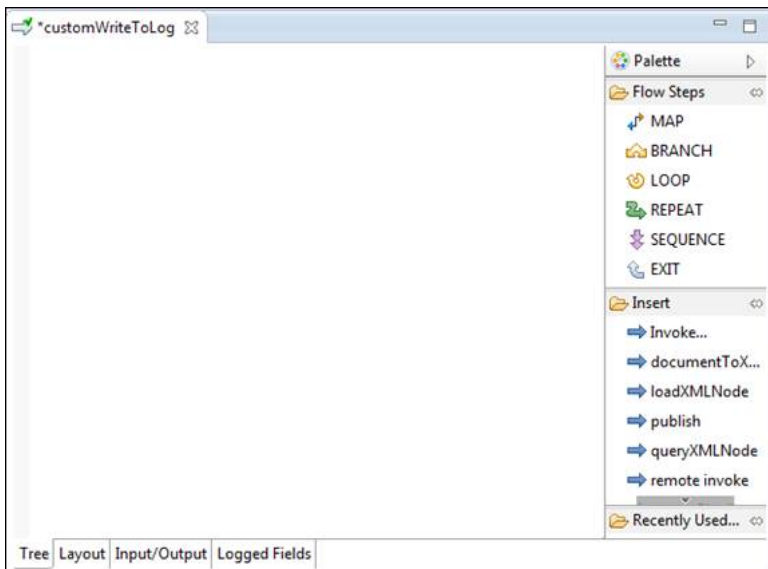 *customWriteToLog
Palette
Flow Steps
MAP
BRANCH
LOOP
REPEAT
SEQUENCE
EXIT
Insert
Invoke...
documentToX...
loadXMLNode
publish
queryXMLNode
remote invoke
Recently Used...
Tree Layout Input/Output Logged Fields